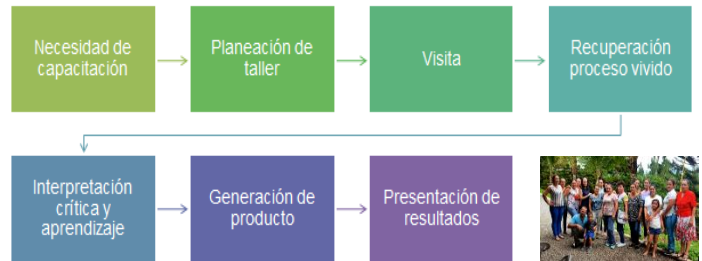 Necesidad de
capacitación
Planeación de
taller
Visita
Recuperación
proceso vivido
Interpretación
crítica y
aprendizaje
Generación de
producto
Presentación de
resultados